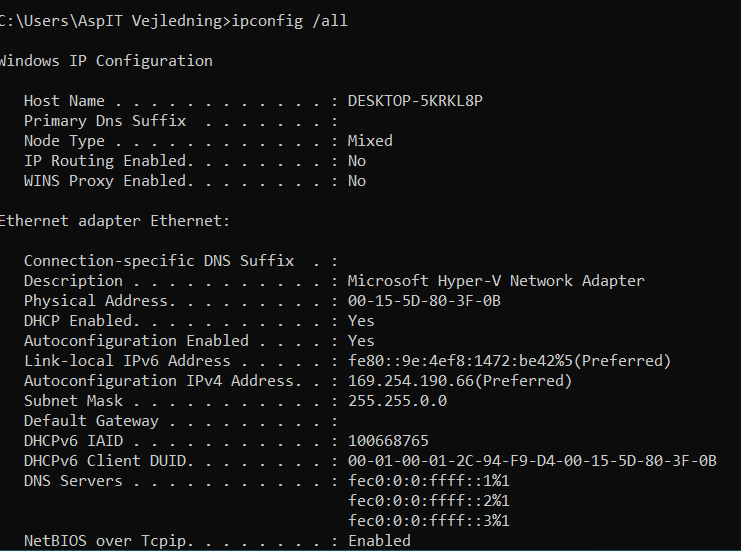 C:\Users\AspIT Vejledning>ipconfig /all
Windows IP Configuration
Host Name . . . . . . . . . . . . : DESKTOP-5KRKL8P
Primary Dns Suffix  . . . . . . . :
Node Type . . . . . . . . . . . . : Mixed
IP Routing Enabled. . . . . . . . : No
WINS Proxy Enabled. . . . . . . . : No
Ethernet adapter Ethernet:
Connection-specific DNS Suffix  . :
Description . . . . . . . . . . . : Microsoft Hyper-V Network Adapter
Physical Address. . . . . . . . . : 00-15-5D-80-3F-0B
DHCP Enabled. . . . . . . . . . . : Yes
Autoconfiguration Enabled . . . . : Yes
Link-local IPv6 Address . . . . . : fe80::9e:4ef8:1472:be42%5(Preferred)
Autoconfiguration IPv4 Address. . : 169.254.190.66(Preferred)
Subnet Mask . . . . . . . . . . . : 255.255.0.0
Default Gateway . . . . . . . . . :
DHCPv6 IAID . . . . . . . . . . . : 100668765
DHCPv6 Client DUID. . . . . . . . : 00-01-00-01-2C-94-F9-D4-00-15-5D-80-3F-0B
DNS Servers . . . . . . . . . . . : fec0:0:0:ffff::1%1
fec0:0:0:ffff::2%1
fec0:0:0:ffff::3%1
NetBIOS over Tcpip. . . . . . . . : Enabled